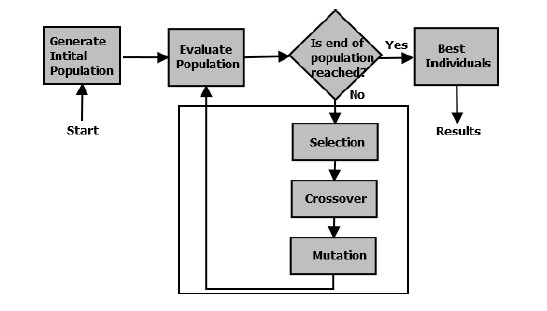 Generate
Intital
Population
Start
Evaluate
Population
Is end of
population
reached?
Yes
No
Best
Individuals
Results
Selection
Crossover
Mutation